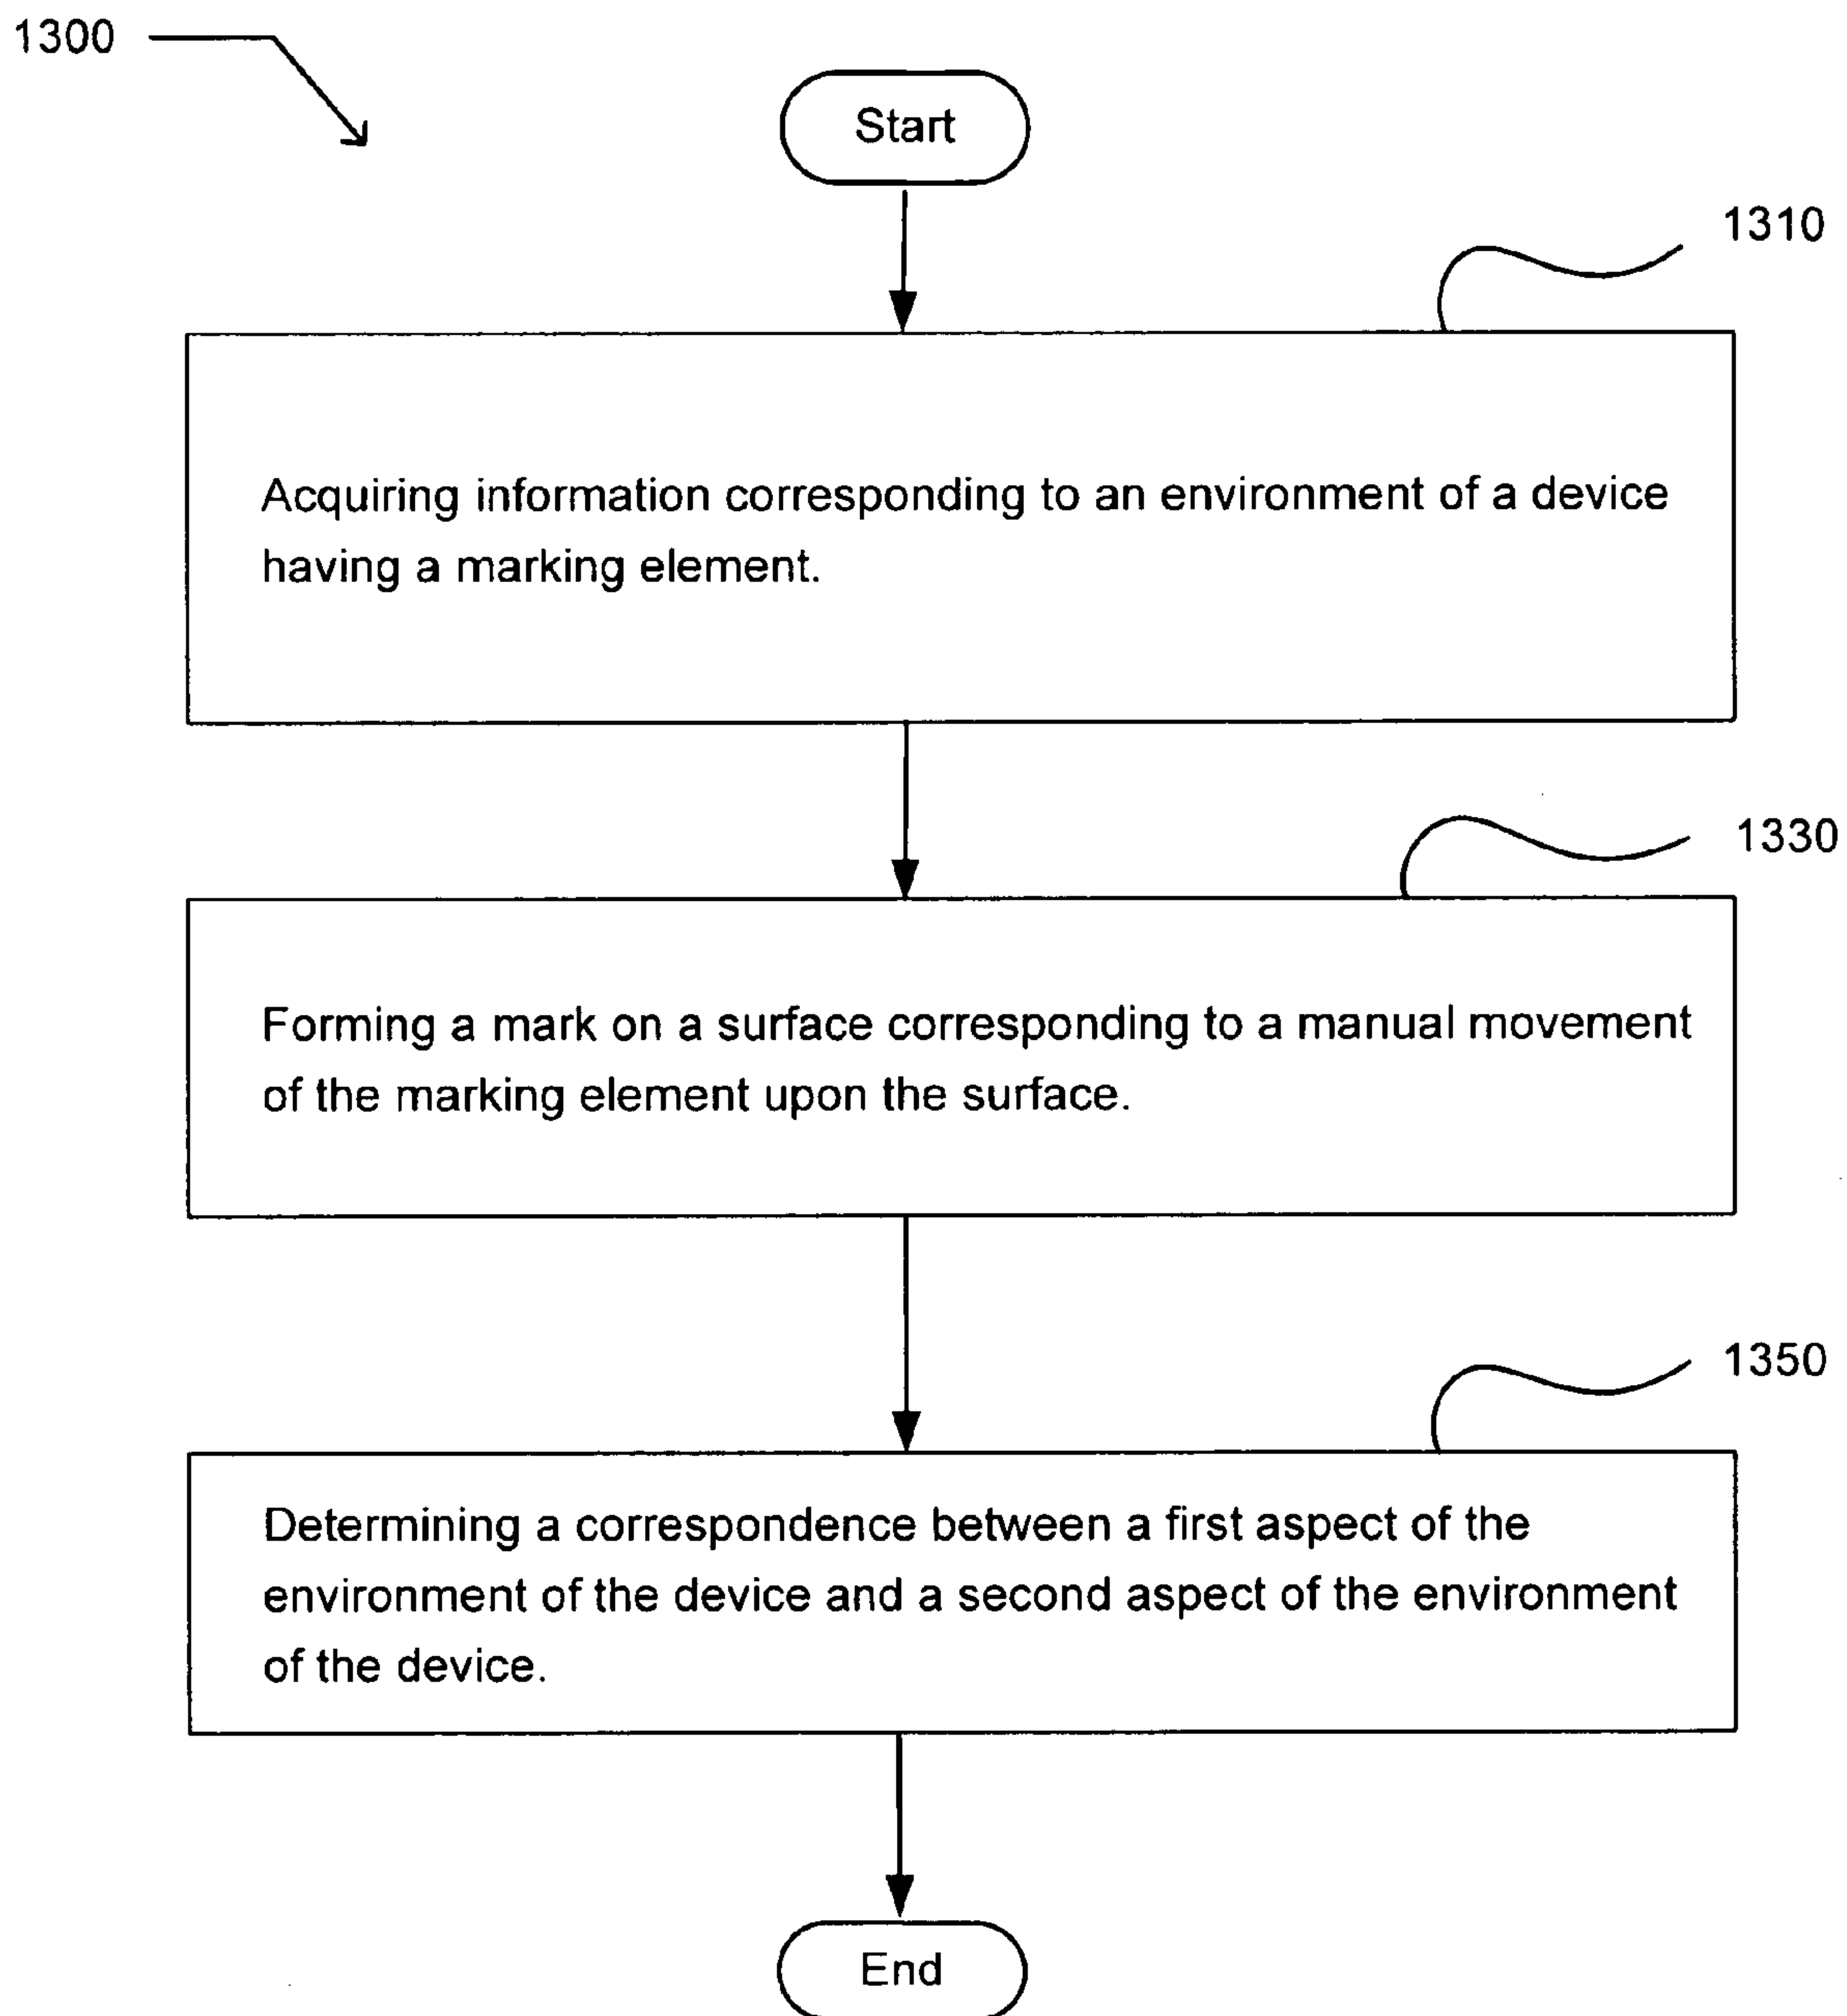 1300
Start
1310
Acquiring information corresponding to an environment of a device
having a marking element.
1330
Forming a mark on a surface corresponding to a manual movement
of the marking element upon the surface.
1350
Determining a correspondence between a first aspect of the
environment of the device and a second aspect of the environment
of the device.
End